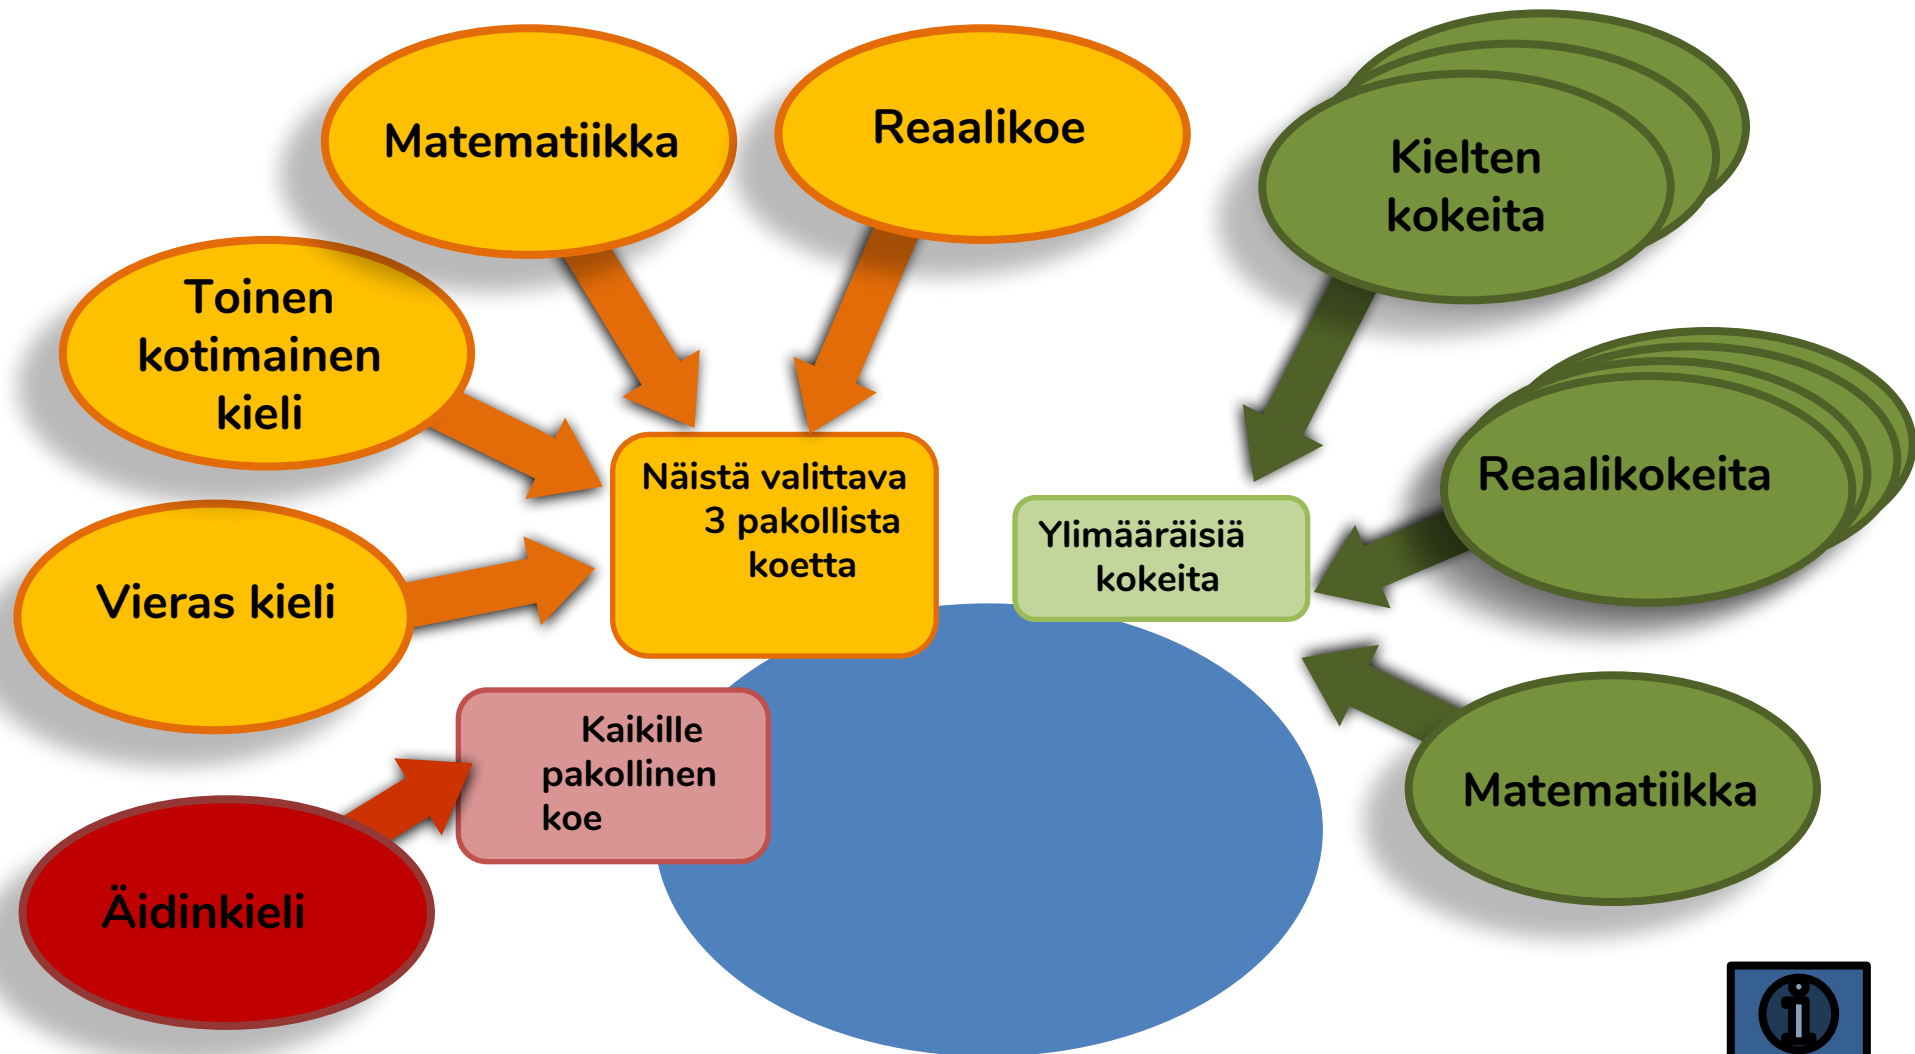 Matematiikka
Reaalikoe
Kielten
kokeita
Toinen
kotimainen
kieli
Näistä valittava
3 pakollista
koetta
Reaalikokeita
Ylimääräisiä
kokeita
Vieras kieli
Kaikille
pakollinen
koe
Matematiikka
Äidinkieli
i